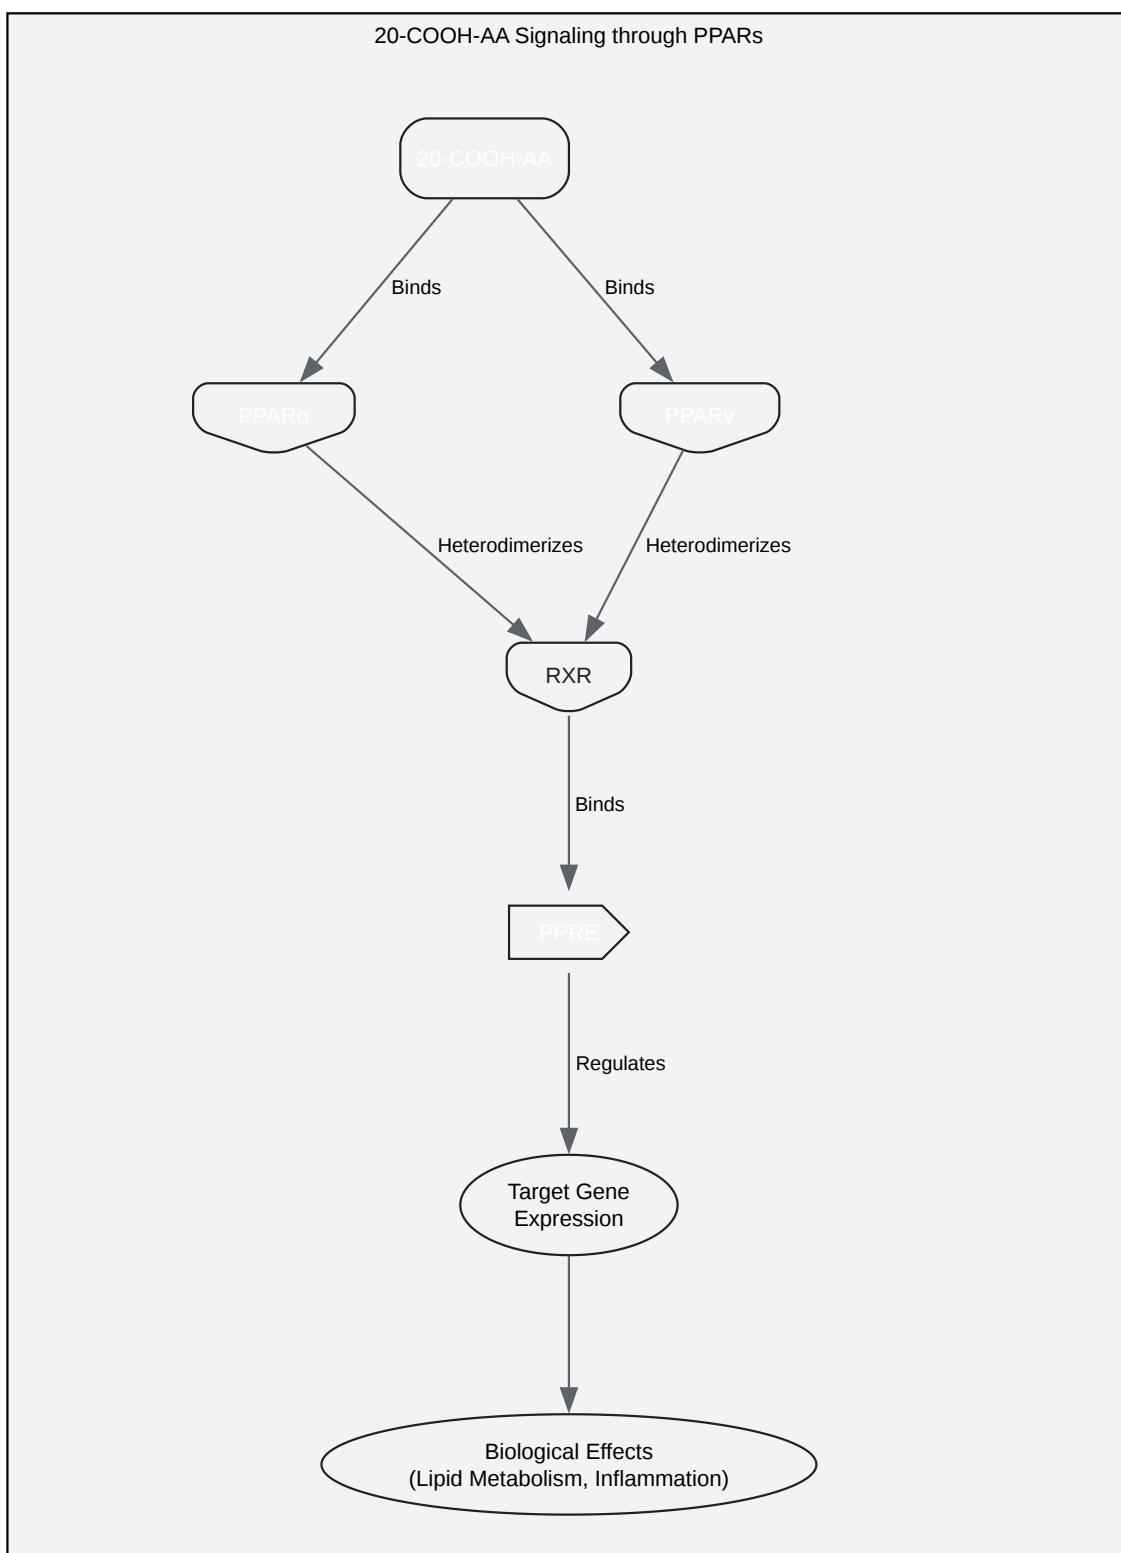 20-COOH-AA Signaling through PPARs
20-COOH-AA
Binds
Binds
PPARα
PPARγ
Heterodimerizes
Heterodimerizes
RXR
Binds
PPRE
Regulates
Target Gene
Expression
Biological Effects
(Lipid Metabolism, Inflammation)